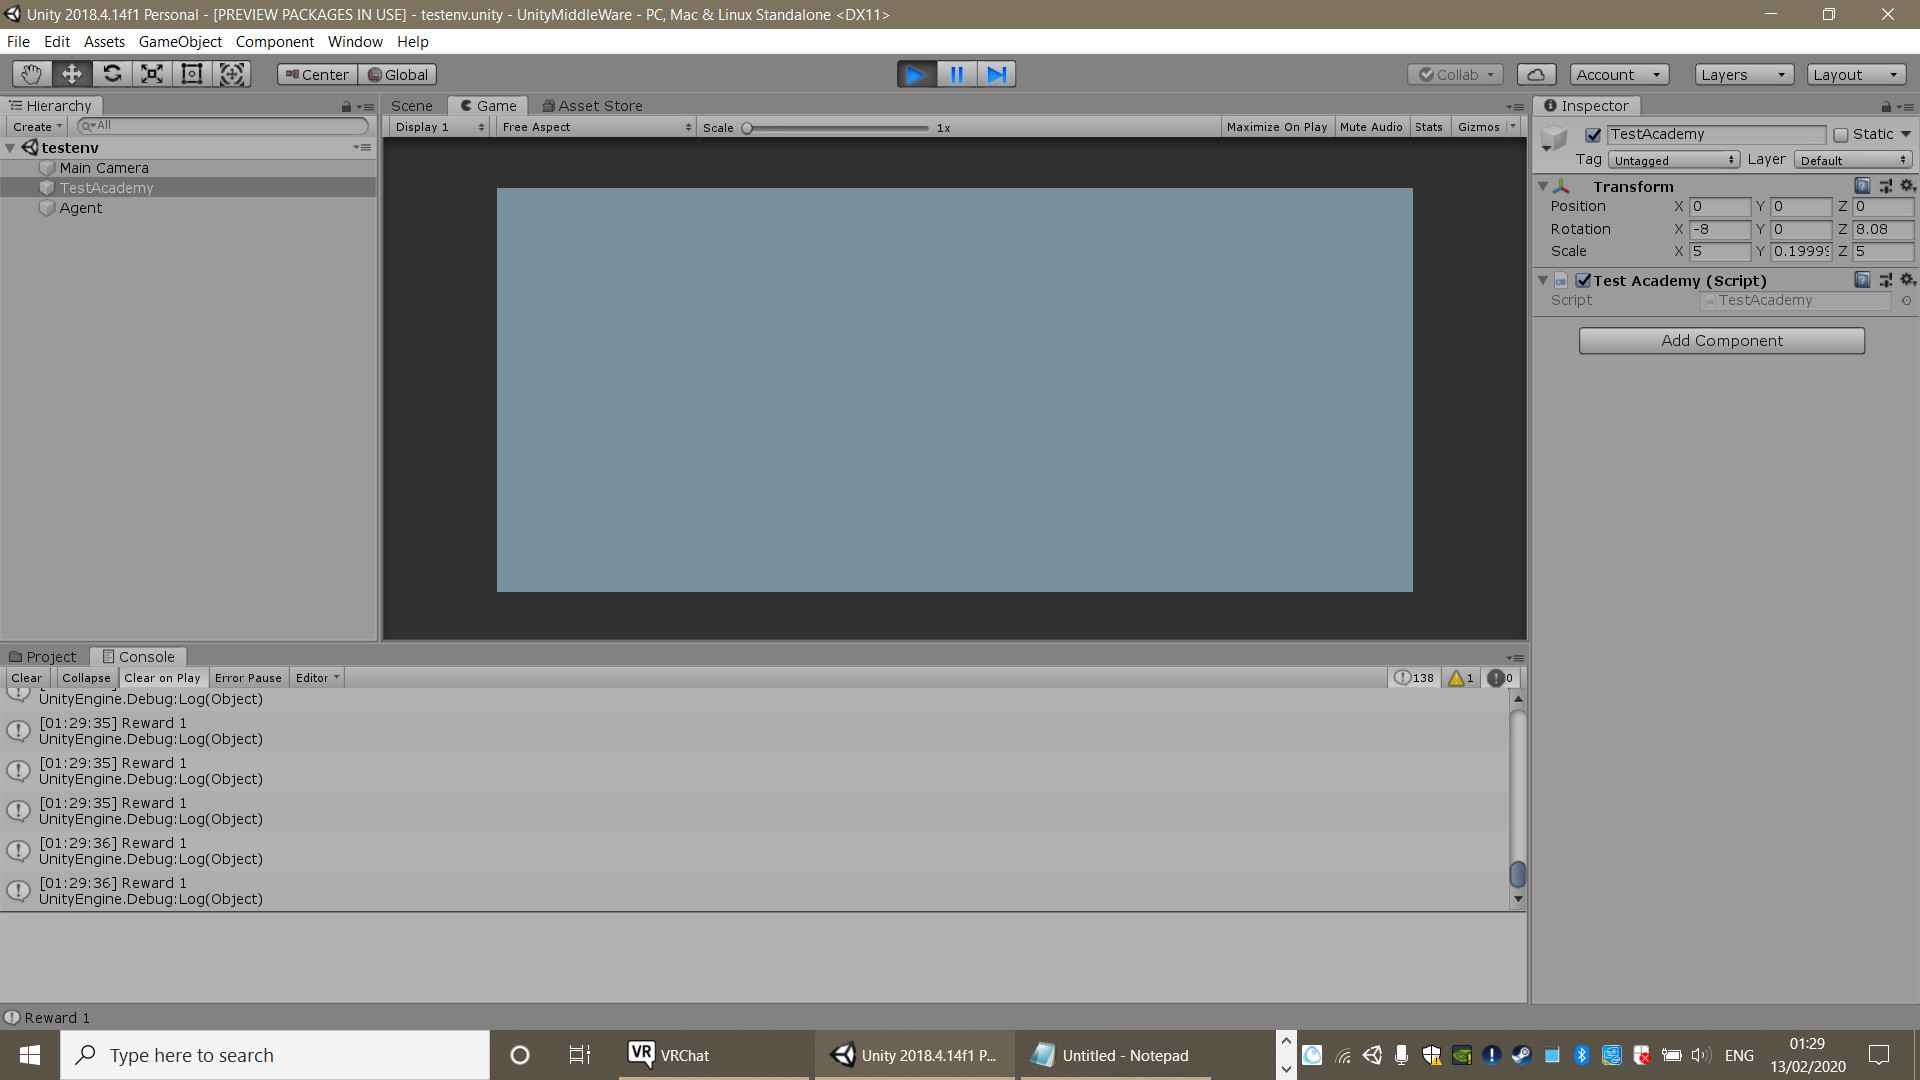 Unity 2018.4.14f1 Personal - [PREVIEW PACKAGES IN USE] - testenv.unity - UnityMiddleWare - PC, Mac & Linux Standalone <DX11>
File Edit Assets GameObject Component Window Help
Center Global Collab Account Layers Layout
Hierarchy
Create All
testenv
Main Camera
TestAcademy
Agent
Scene Game Asset Store
Display 1 Free Aspect Scale 1x Maximize On Play Mute Audio Stats Gizmos
Inspector
TestAcademy Static
Tag Untagged Layer Default
Transform
Position X 0 Y 0 Z 0
Rotation X -8 Y 0 Z 8.08
Scale X 5 Y 0.1999 Z 5
Test Academy (Script)
Script TestAcademy
Add Component
Project Console
Clear Collapse Clear on Play Error Pause Editor 138 1 0
UnityEngine.Debug:Log(Object)
[01:29:35] Reward 1
UnityEngine.Debug:Log(Object)
[01:29:35] Reward 1
UnityEngine.Debug:Log(Object)
[01:29:35] Reward 1
UnityEngine.Debug:Log(Object)
[01:29:36] Reward 1
UnityEngine.Debug:Log(Object)
[01:29:36] Reward 1
UnityEngine.Debug:Log(Object)
Reward 1
Type here to search
VR VRChat
Unity 2018.4.14f1 P...
Untitled - Notepad
ENG
01:29
13/02/2020